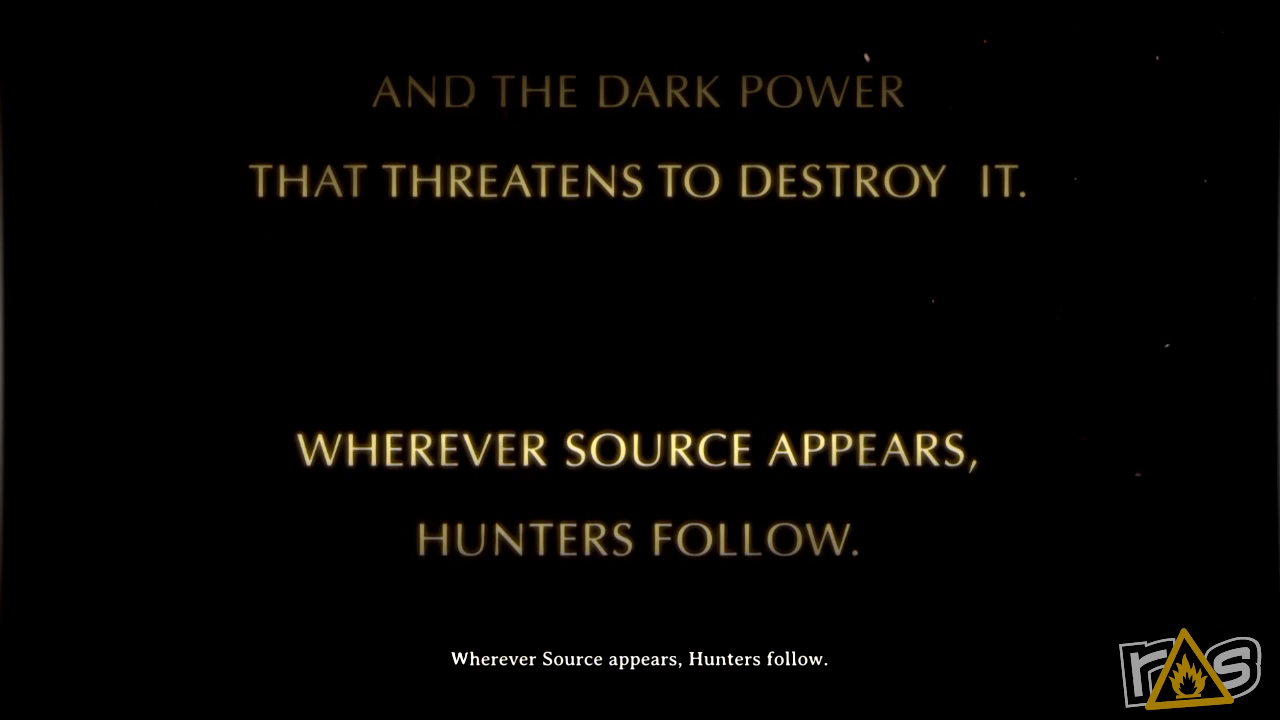 AND THE DARK POWER
THAT THREATENS TO DESTROY IT.
WHEREVER SOURCE APPEARS,
HUNTERS FOLLOW.
Wherever Source appears, Hunters follow.
ras